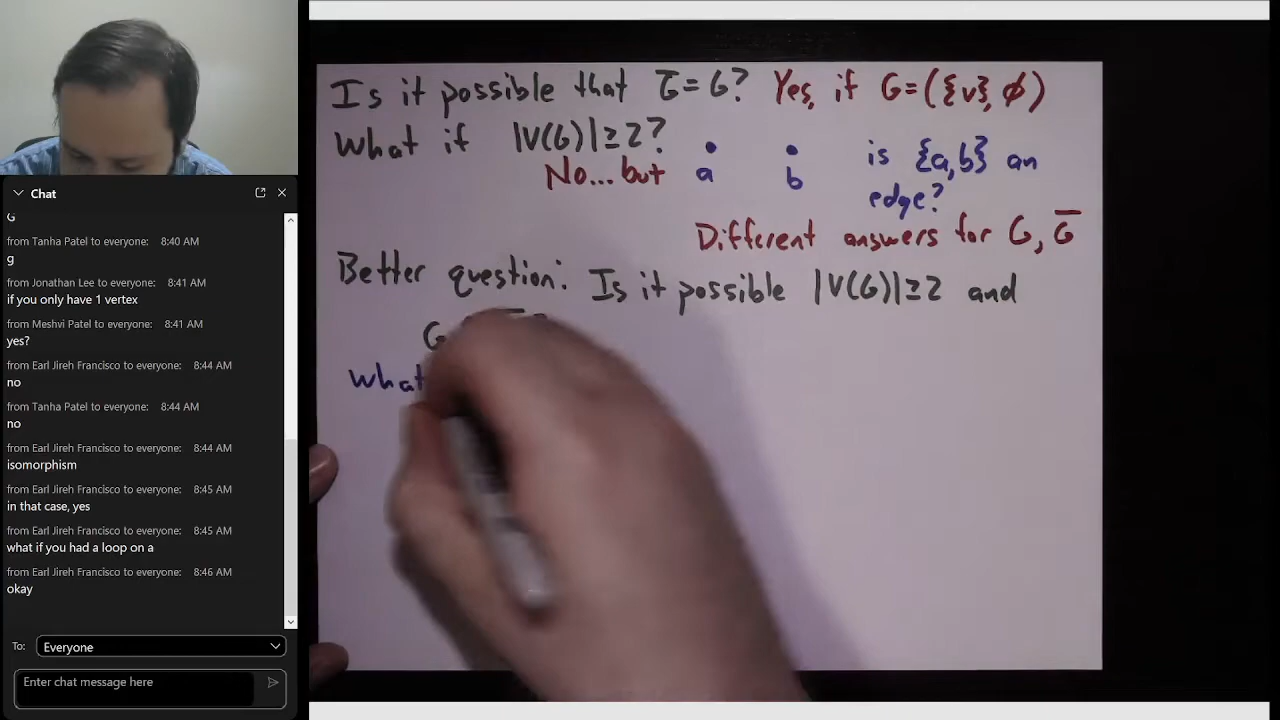 Chat
G
from Tanha Patel to everyone: 8:40 AM
g
from Jonathan Lee to everyone: 8:41 AM
if you only have 1 vertex
from Meshvi Patel to everyone: 8:41 AM
yes?
from Earl Jireh Francisco to everyone: 8:44 AM
no
from Tanha Patel to everyone: 8:44 AM
no
from Earl Jireh Francisco to everyone: 8:44 AM
isomorphism
from Earl Jireh Francisco to everyone: 8:45 AM
in that case, yes
from Earl Jireh Francisco to everyone: 8:45 AM
what if you had a loop on a
from Earl Jireh Francisco to everyone: 8:46 AM
okay
To: Everyone
Enter chat message here
Is it possible that G̅=G? Yes, if G=({v},∅)
What if |V(G)|≥2?
No... but
a b
is {a,b} an
edge?
Different answers for G, G̅
Better question: Is it possible |V(G)|≥2 and
G
What